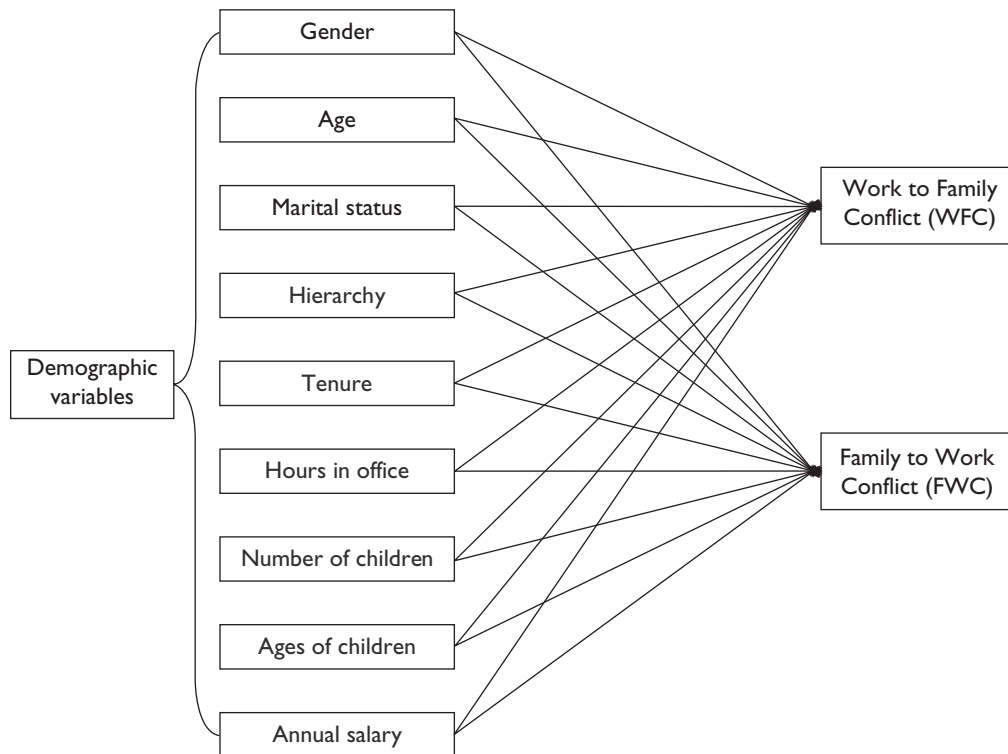 Gender
Age
Marital status
Hierarchy
Demographic
variables
Tenure
Hours in office
Number of children
Ages of children
Annual salary
Work to Family
Conflict (WFC)
Family to Work
Conflict (FWC)